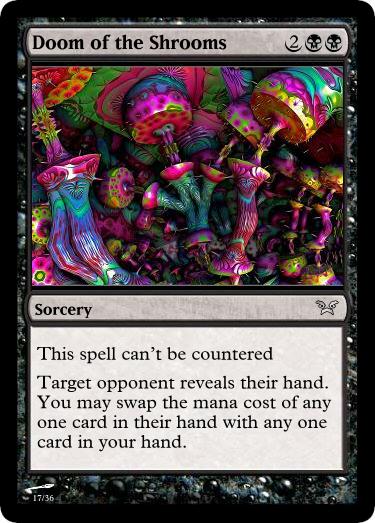 Doom of the Shrooms 2
Sorcery
This spell can't be countered
Target opponent reveals their hand.
You may swap the mana cost of any
one card in their hand with any one
card in your hand.
17/36